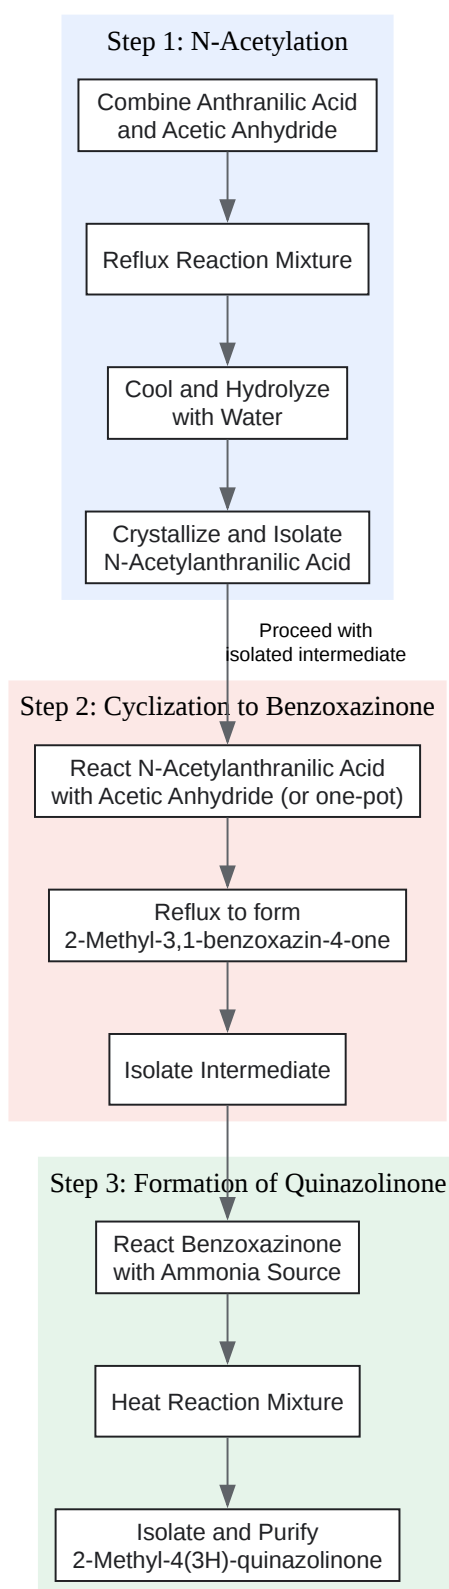 Step 1: N-Acetylation
Combine Anthranilic Acid
and Acetic Anhydride
Reflux Reaction Mixture
Cool and Hydrolyze
with Water
Crystallize and Isolate
N-Acetylanthranilic Acid
Proceed with
isolated intermediate
Step 2: Cyclization to Benzoxazinone
React N-Acetylanthranilic Acid
with Acetic Anhydride (or one-pot)
Reflux to form
2-Methyl-3,1-benzoxazin-4-one
Isolate Intermediate
Step 3: Formation of Quinazolinone
React Benzoxazinone
with Ammonia Source
Heat Reaction Mixture
Isolate and Purify
2-Methyl-4(3H)-quinazolinone